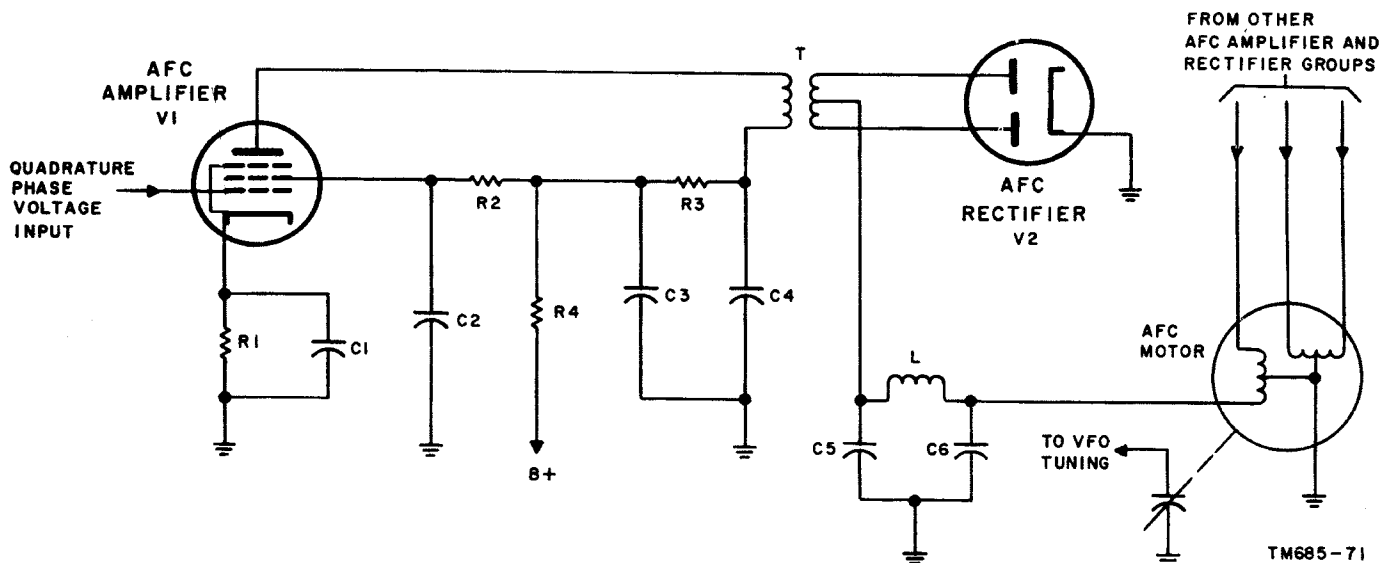 AFC
AMPLIFIER
V1
QUADRATURE
PHASE
VOLTAGE
INPUT
R1
C1
C2
R2
R4
B+
C3
R3
C4
T
AFC
RECTIFIER
V2
FROM OTHER
AFC AMPLIFIER AND
RECTIFIER GROUPS
AFC
MOTOR
L
C5
C6
TO VFO
TUNING
TM685-71